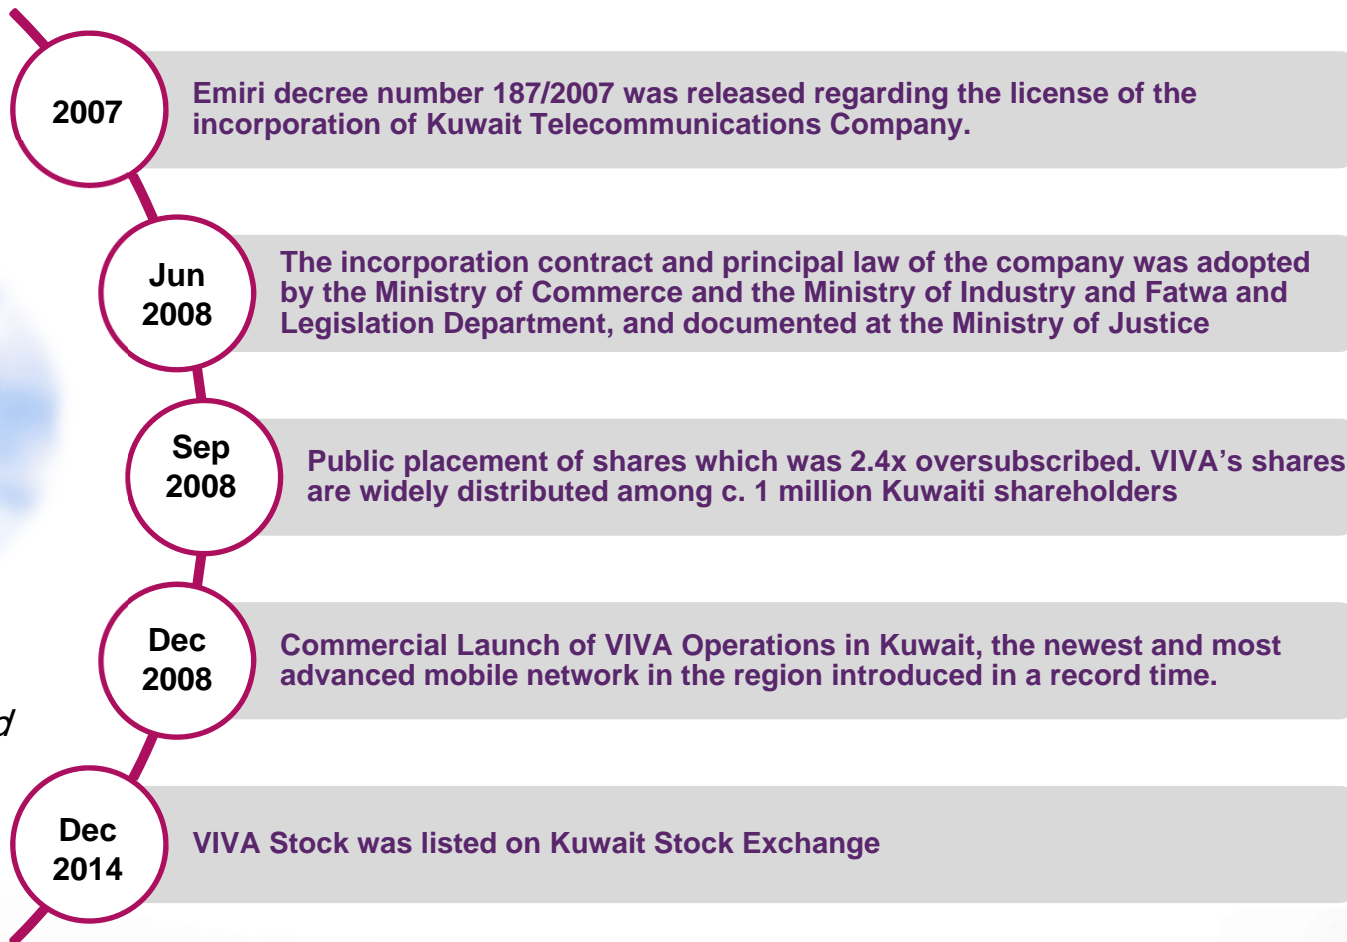 2007
Emiri decree number 187/2007 was released regarding the license of the
incorporation of Kuwait Telecommunications Company.
Jun
2008
The incorporation contract and principal law of the company was adopted
by the Ministry of Commerce and the Ministry of Industry and Fatwa and
Legislation Department, and documented at the Ministry of Justice
Sep
2008
Public placement of shares which was 2.4x oversubscribed. VIVA’s shares
are widely distributed among c. 1 million Kuwaiti shareholders
Dec
2008
Commercial Launch of VIVA Operations in Kuwait, the newest and most
advanced mobile network in the region introduced in a record time.
Dec
2014
VIVA Stock was listed on Kuwait Stock Exchange